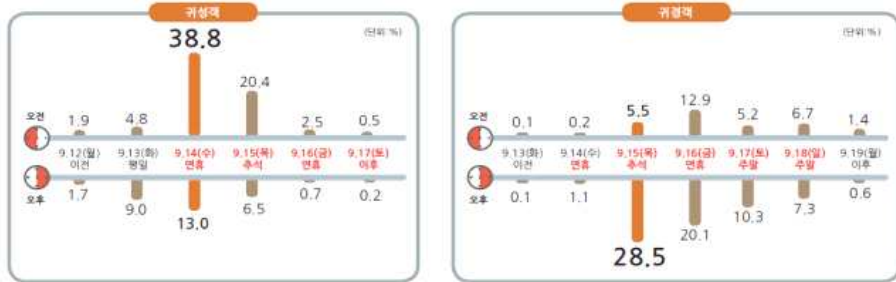 귀성객
(단위:%)
38.8
20.4
1.9 4.8 2.5 0.5
오전
9.12(월) 9.13(화) 9.14(수) 9.15(목) 9.16(금) 9.17(토)
이전 평일 연휴 추석 연휴 이후
오후
1.7 9.0 13.0 6.5 0.7 0.2
귀경객
(단위:%)
오전
0.1 0.2 5.5 12.9 5.2 6.7 1.4
9.13(화) 9.14(수) 9.15(목) 9.16(금) 9.17(토) 9.18(일) 9.19(월)
이전 연휴 추석 연휴 주말 주말 이후
오후
0.1 1.1 28.5 20.1 10.3 7.3 0.6